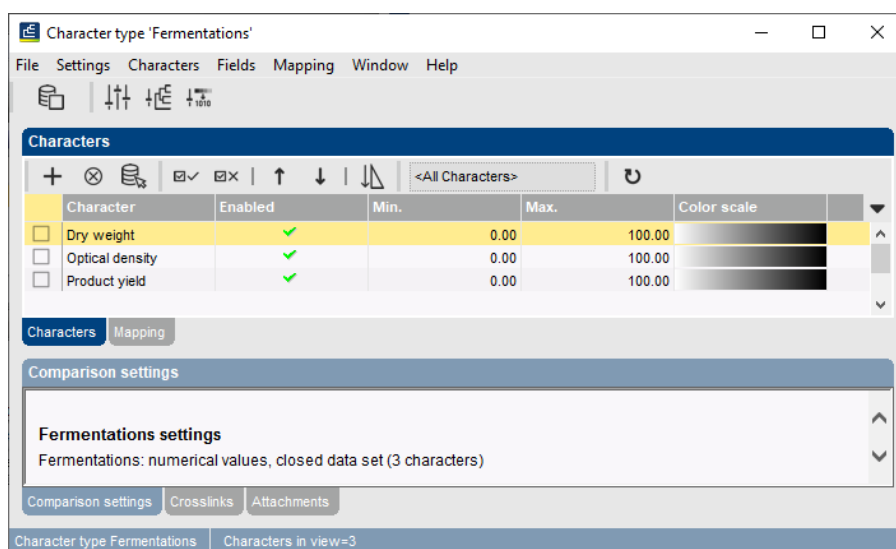 Character type 'Fermentations'
File Settings Characters Fields Mapping Window Help
1010
Characters
<All Characters>
Character Enabled Min. Max. Color scale
Dry weight 0.00 100.00
Optical density 0.00 100.00
Product yield 0.00 100.00
Characters Mapping
Comparison settings
Fermentations settings
Fermentations: numerical values, closed data set (3 characters)
Comparison settings Crosslinks Attachments
Character type Fermentations Characters in view=3